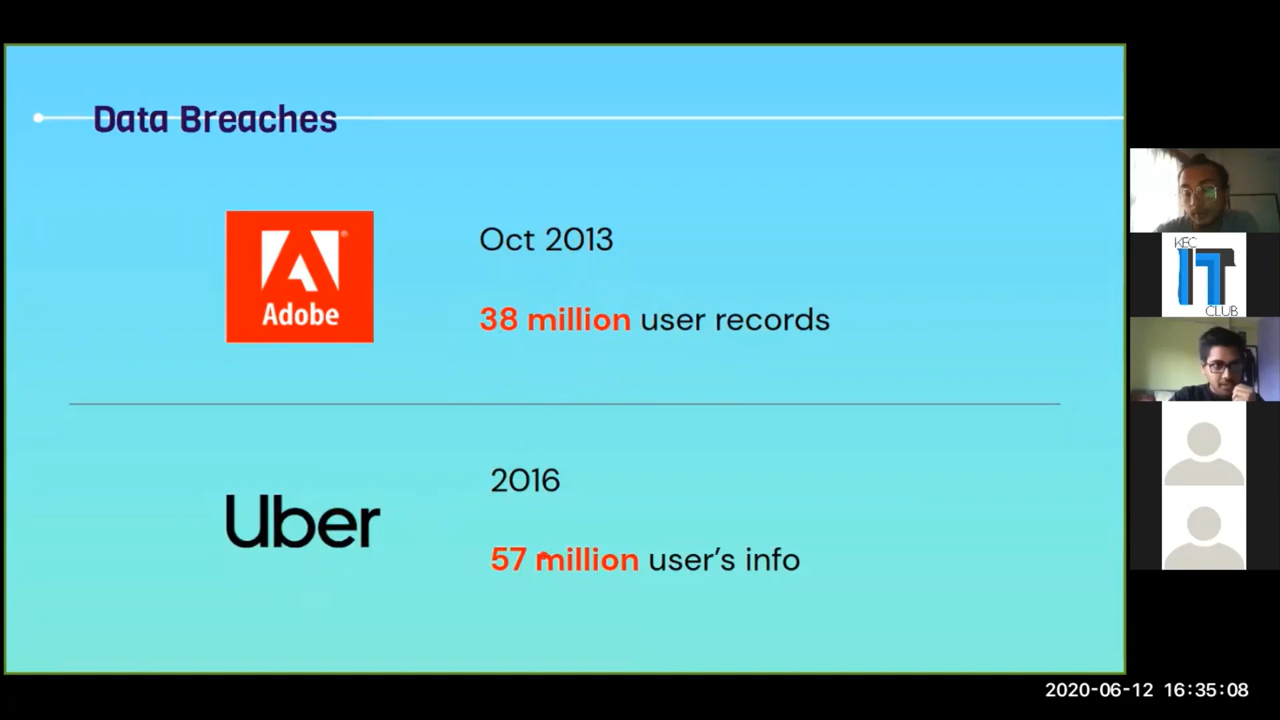 Data Breaches
Adobe
Oct 2013
38 million user records
Uber
2016
57 million user's info
KEC
IT
CLUB
2020-06-12 16:35:08